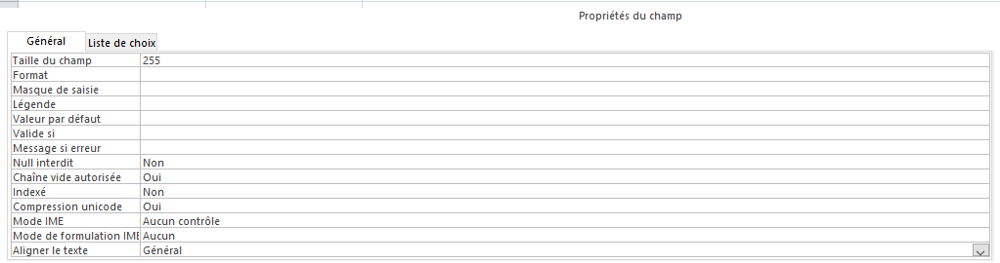 Propriétés du champ
Général Liste de choix
Taille du champ 255
Format
Masque de saisie
Légende
Valeur par défaut
Valide si
Message si erreur
Null interdit Non
Chaîne vide autorisée Oui
Indexé Non
Compression unicode Oui
Mode IME Aucun contrôle
Mode de formulation IME Aucun
Aligner le texte Général